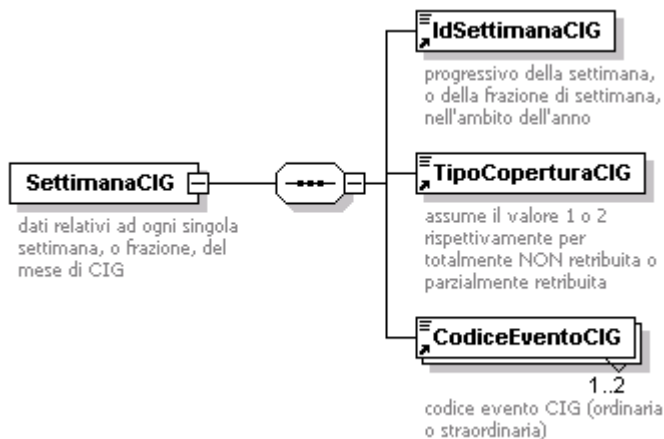 IdSettimanaCIG
progressivo della settimana,
o della frazione di settimana,
nell'ambito dell'anno
SettimanaCIG
dati relativi ad ogni singola
settimana, o frazione, del
mese di CIG
TipoCoperturaCIG
assume il valore 1 o 2
rispettivamente per
totalmente NON retribuita o
parzialmente retribuita
CodiceEventoCIG
1..2
codice evento CIG (ordinaria
o straordinaria)